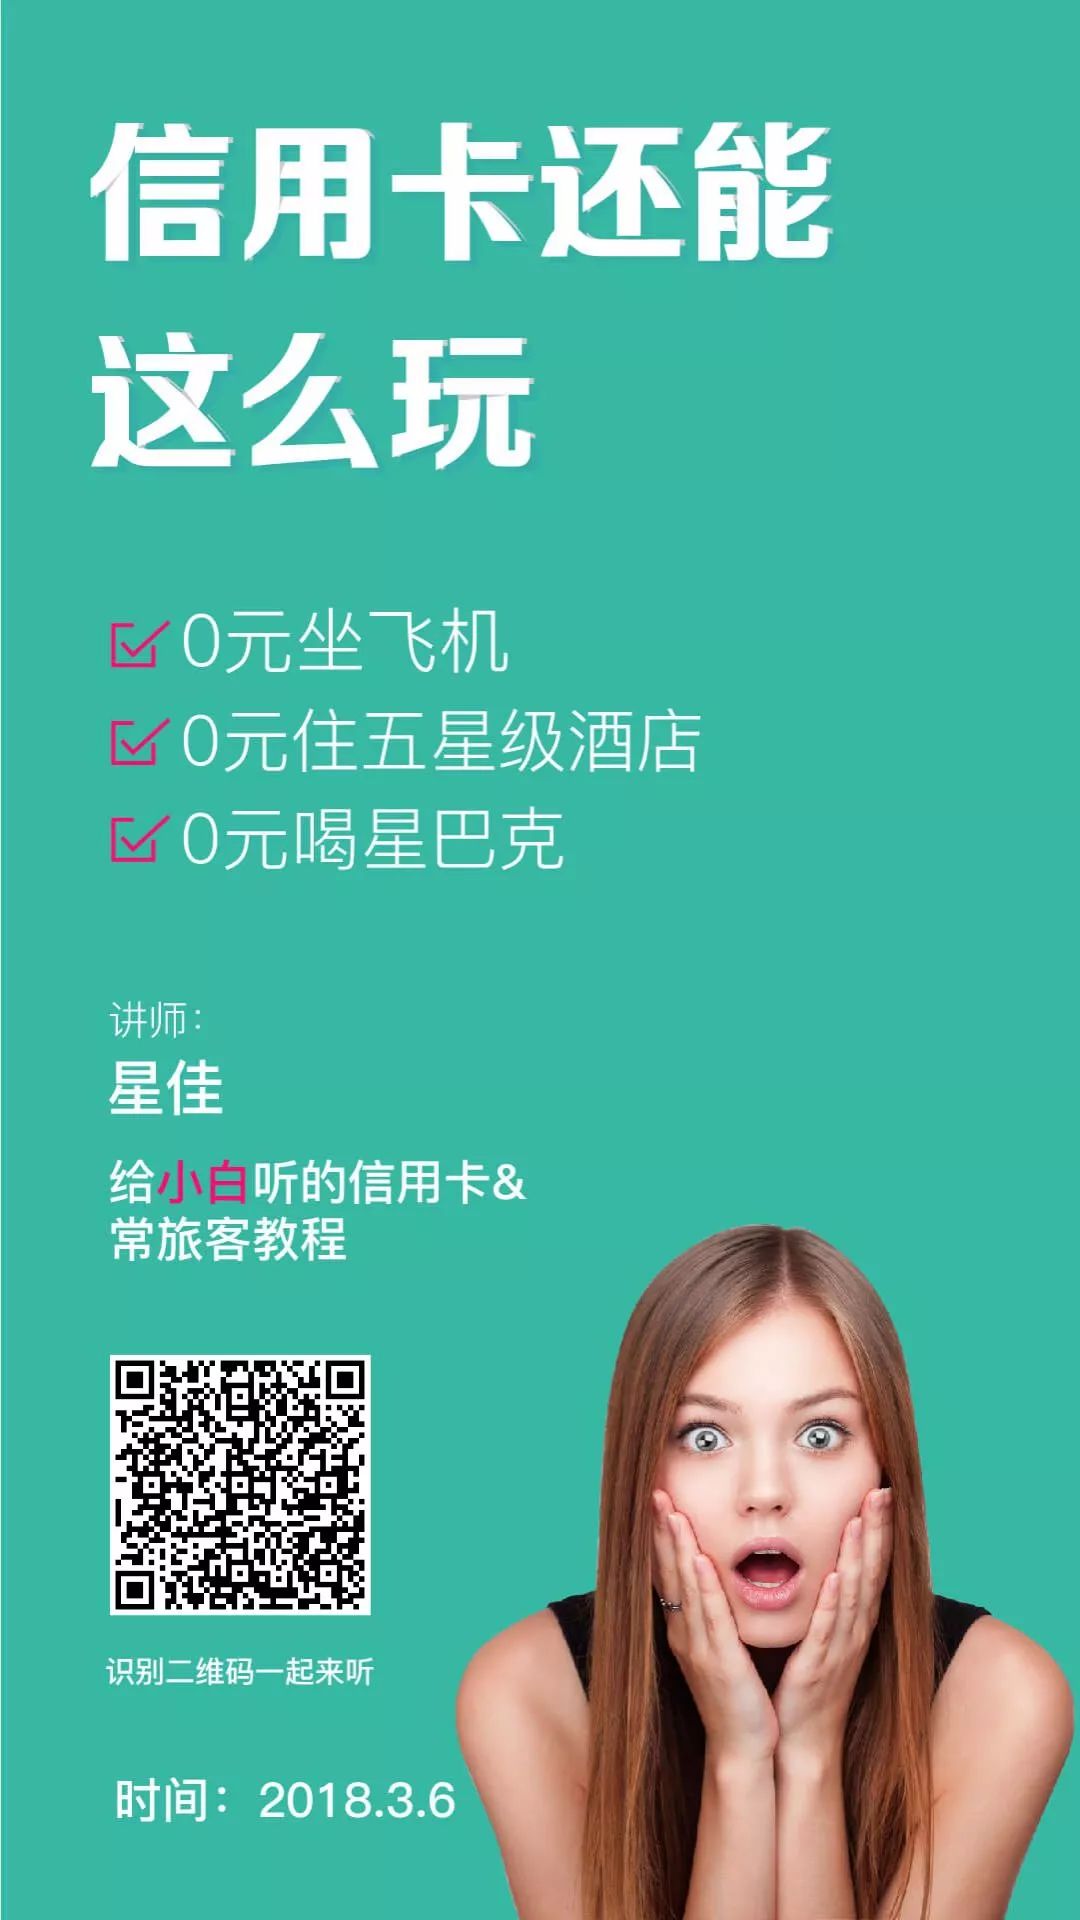 信用卡还能
这么玩
0元坐飞机
0元住五星级酒店
0元喝星巴克
讲师：
星佳
给小白听的信用卡&
常旅客教程
识别二维码一起来听
时间：2018.3.6